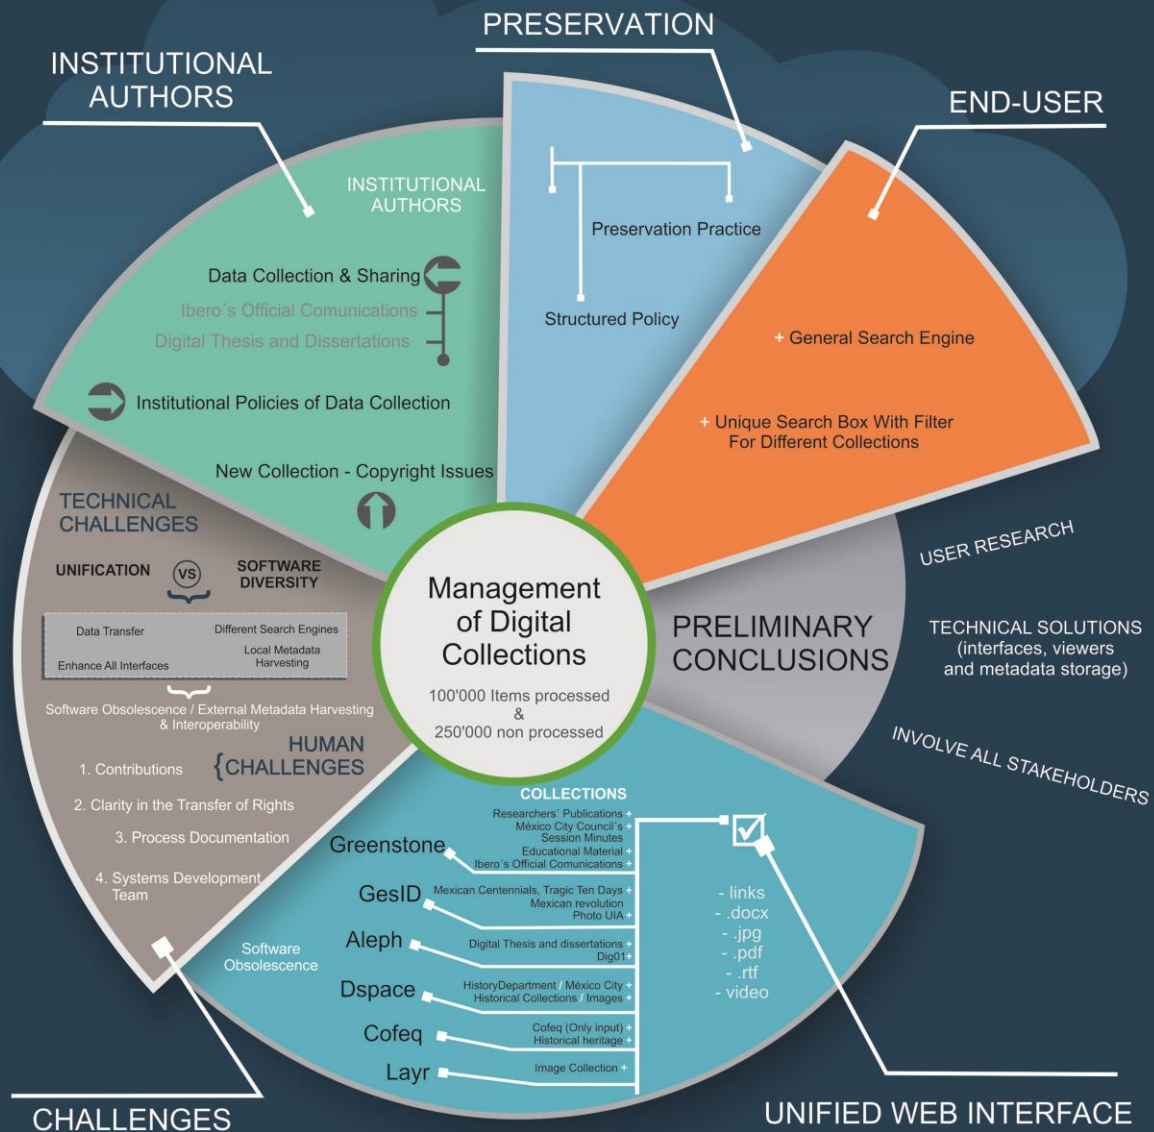 PRESERVATION
INSTITUTIONAL
AUTHORS
END-USER
INSTITUTIONAL
AUTHORS
Data Collection & Sharing
Ibero´s Official Comunications
Digital Thesis and Dissertations
Institutional Policies of Data Collection
New Collection - Copyright Issues
Preservation Practice
Structured Policy
+ General Search Engine
+ Unique Search Box With Filter
For Different Collections
TECHNICAL
CHALLENGES
UNIFICATION
VS
SOFTWARE
DIVERSITY
Data Transfer
Different Search Engines
Enhance All Interfaces
Local Metadata
Harvesting
Software Obsolescence / External Metadata Harvesting
& Interoperability
HUMAN
{CHALLENGES
1. Contributions
2. Clarity in the Transfer of Rights
3. Process Documentation
4. Systems Development
Team
Management
of Digital
Collections
100'000 Items processed
&
250'000 non processed
PRELIMINARY
CONCLUSIONS
USER RESEARCH
TECHNICAL SOLUTIONS
(interfaces, viewers
and metadata storage)
INVOLVE ALL STAKEHOLDERS
COLLECTIONS
Greenstone
Researchers´ Publications +
México City Council´s
Session Minutes
Educational Material +
Ibero´s Official Comunications +
GesID
Mexican Centennials, Tragic Ten Days +
Mexican revolution
Photo UIA +
Aleph
Digital Thesis and dissertations +
Dig01+
Dspace
HistoryDepartment / México City +
Historical Collections / Images +
Cofeq
Cofeq (Only input) +
Historical heritage +
Layr
Image Collection +
Software
Obsolescence
- links
- .docx
- .jpg
- .pdf
- .rtf
- video
CHALLENGES
UNIFIED WEB INTERFACE